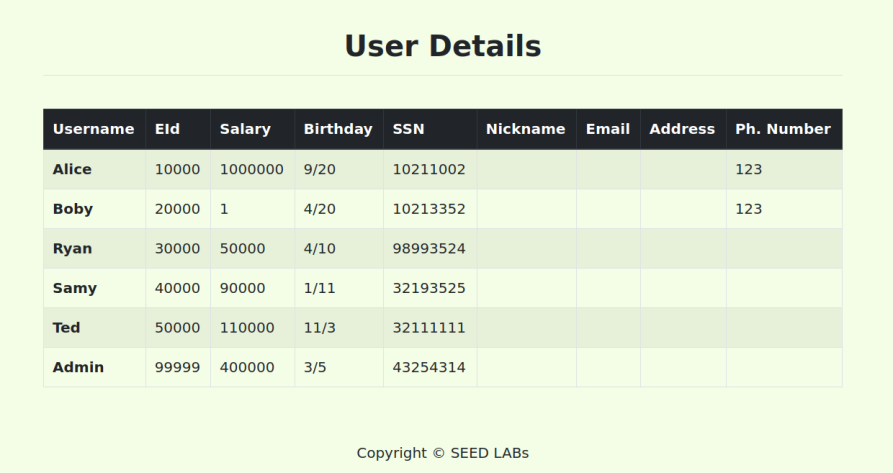 User Details
Username EId Salary Birthday SSN Nickname Email Address Ph. Number
Alice 10000 1000000 9/20 10211002 123
Boby 20000 1 4/20 10213352 123
Ryan 30000 50000 4/10 98993524
Samy 40000 90000 1/11 32193525
Ted 50000 110000 11/3 32111111
Admin 99999 400000 3/5 43254314
Copyright © SEED LABs